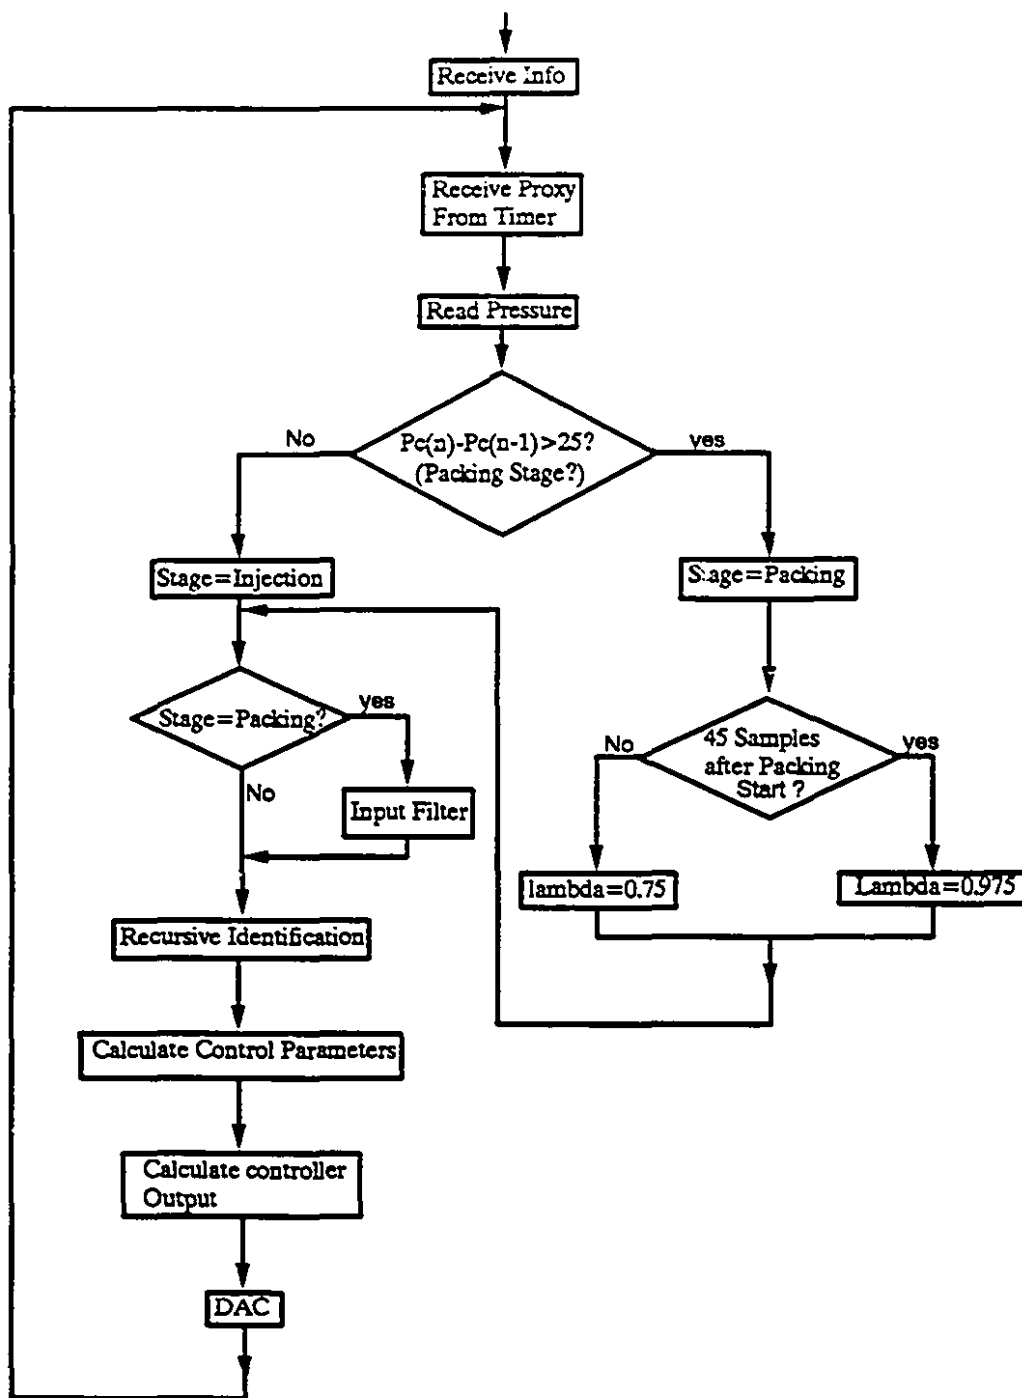 Receive Info
Receive Proxy
From Timer
Read Pressure
No
Pc(n)-Pc(n-1)>25?
(Packing Stage?)
yes
Stage=Injection
Stage=Packing
Stage=Packing?
yes
No
Input Filter
No
45 Samples
after Packing
Start ?
yes
lambda=0.75
Lambda=0.975
Recursive Identification
Calculate Control Parameters
Calculate controller
Output
DAC